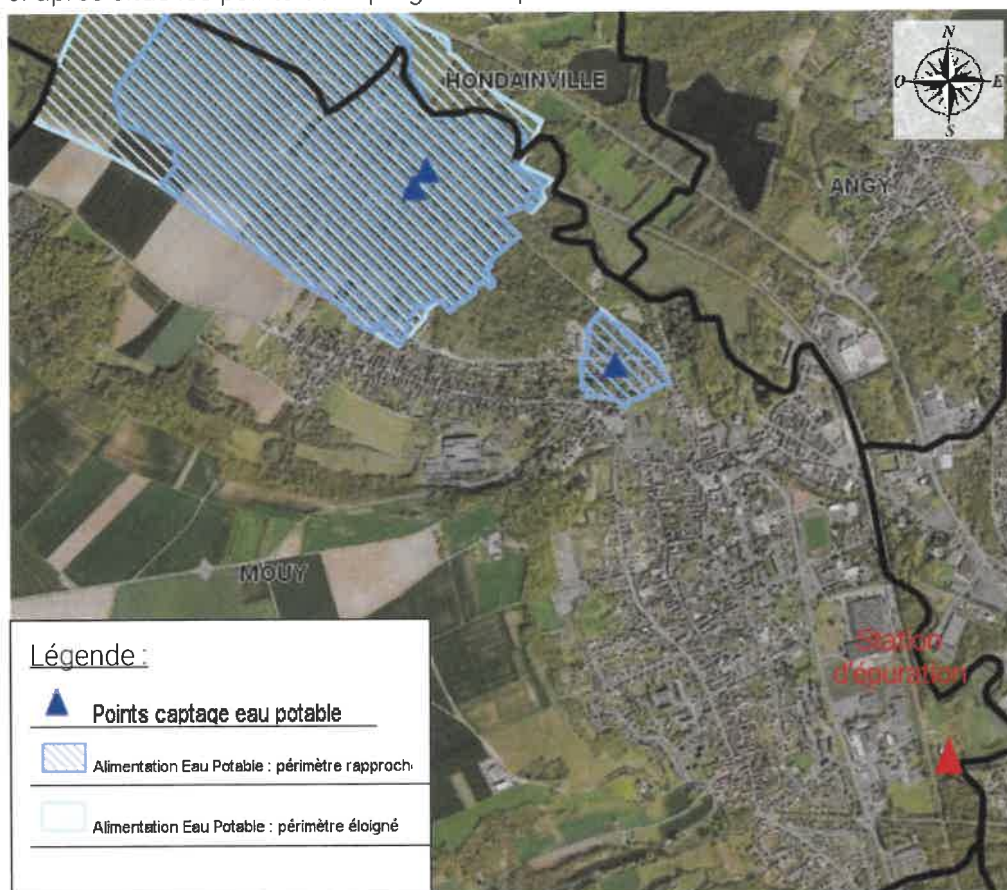 N
O
E
S
HONDAINVILLE
ANGY
MOUY
Station
d'épuration
Légende :
Points captage eau potable
Alimentation Eau Potable : périmètre rapproch
Alimentation Eau Potable : périmètre éloigné